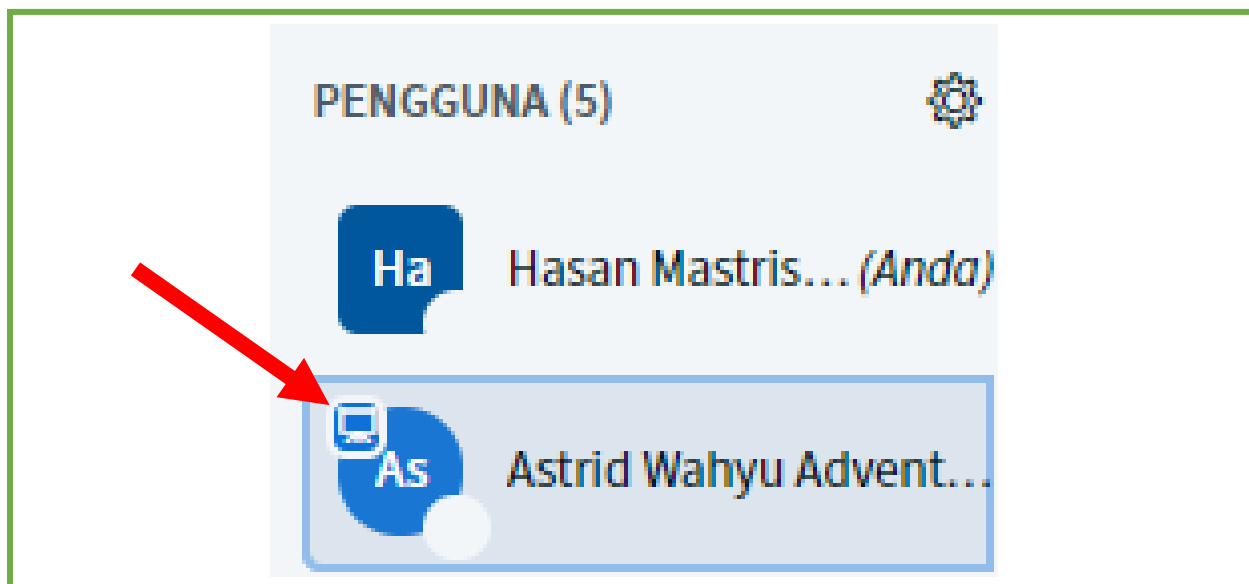 PENGGUNA (5)
Ha Hasan Mastris... (Anda)
As Astrid Wahyu Advent...